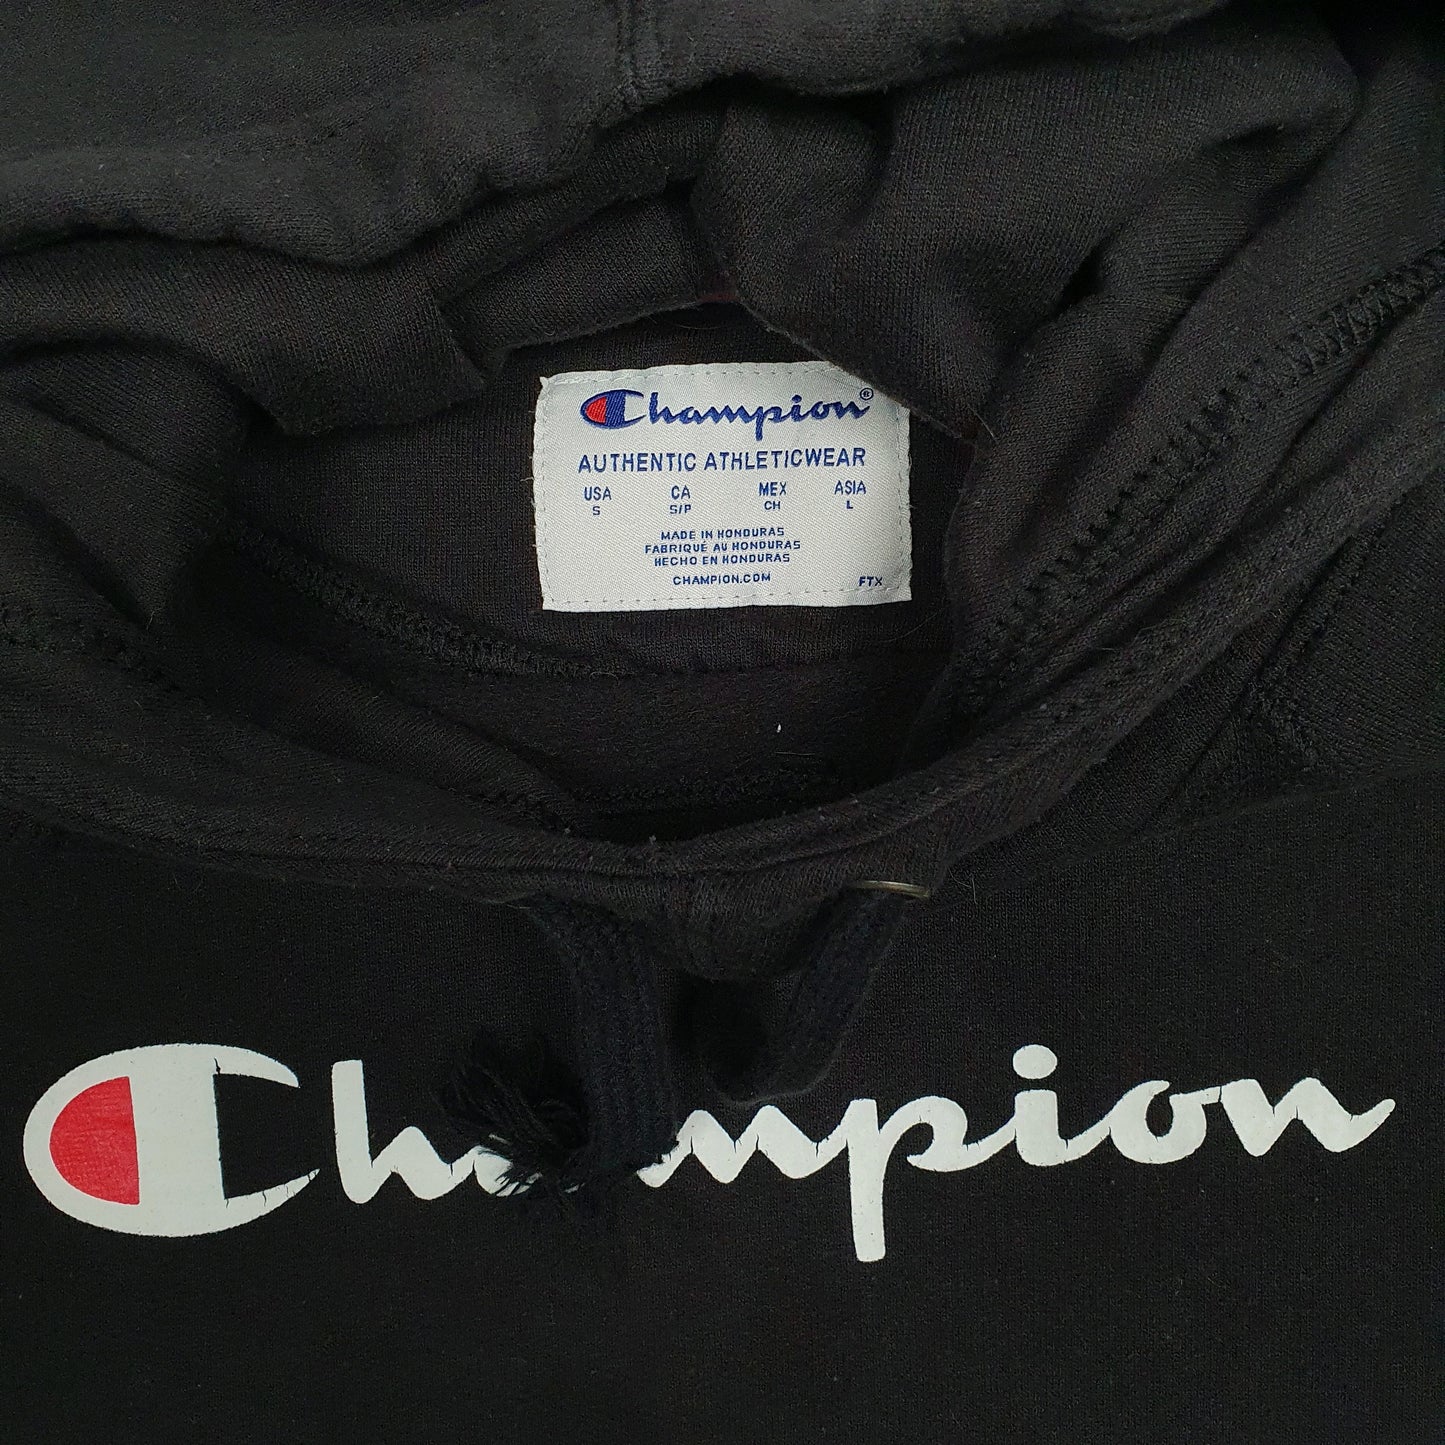 Champion®
AUTHENTIC ATHLETICWEAR
USA CA MEX ASIA
S S/P CH L
MADE IN HONDURAS
FABRIQUÉ AU HONDURAS
HECHO EN HONDURAS
CHAMPION.COM FTX
Champion